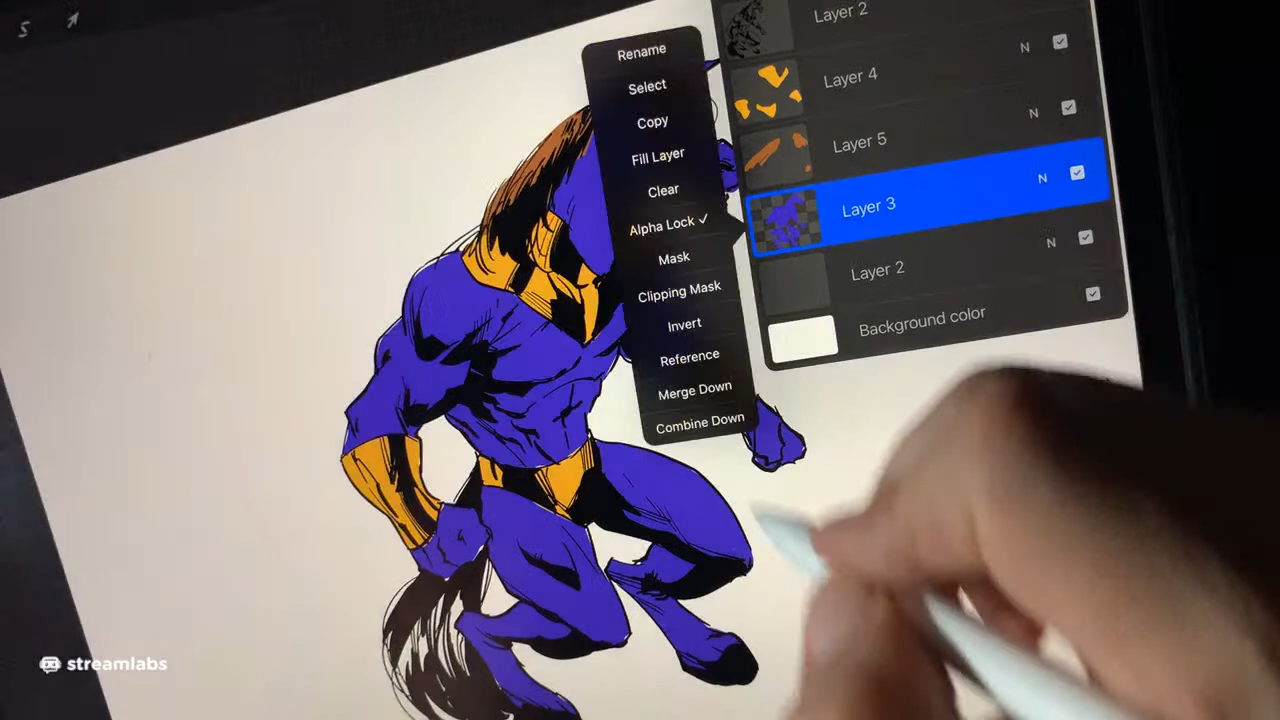 S
Layer 2
N
Layer 4
N
Layer 5
N
Layer 3
N
Layer 2
Background color
Rename
Select
Copy
Fill Layer
Clear
Alpha Lock ✓
Mask
Clipping Mask
Invert
Reference
Merge Down
Combine Down
streamlabs